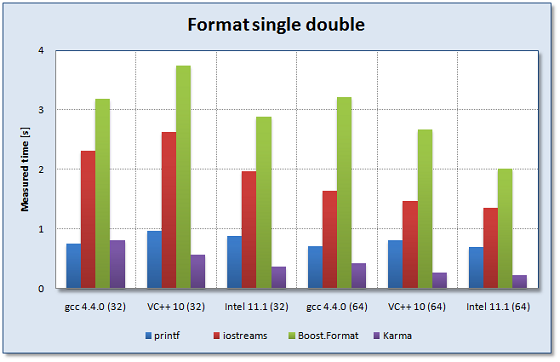 Format single double
4
3
2
1
0
Measured time [s]
gcc 4.4.0 (32) VC++ 10 (32) Intel 11.1 (32) gcc 4.4.0 (64) VC++ 10 (64) Intel 11.1 (64)
printf iostreams Boost.Format Karma